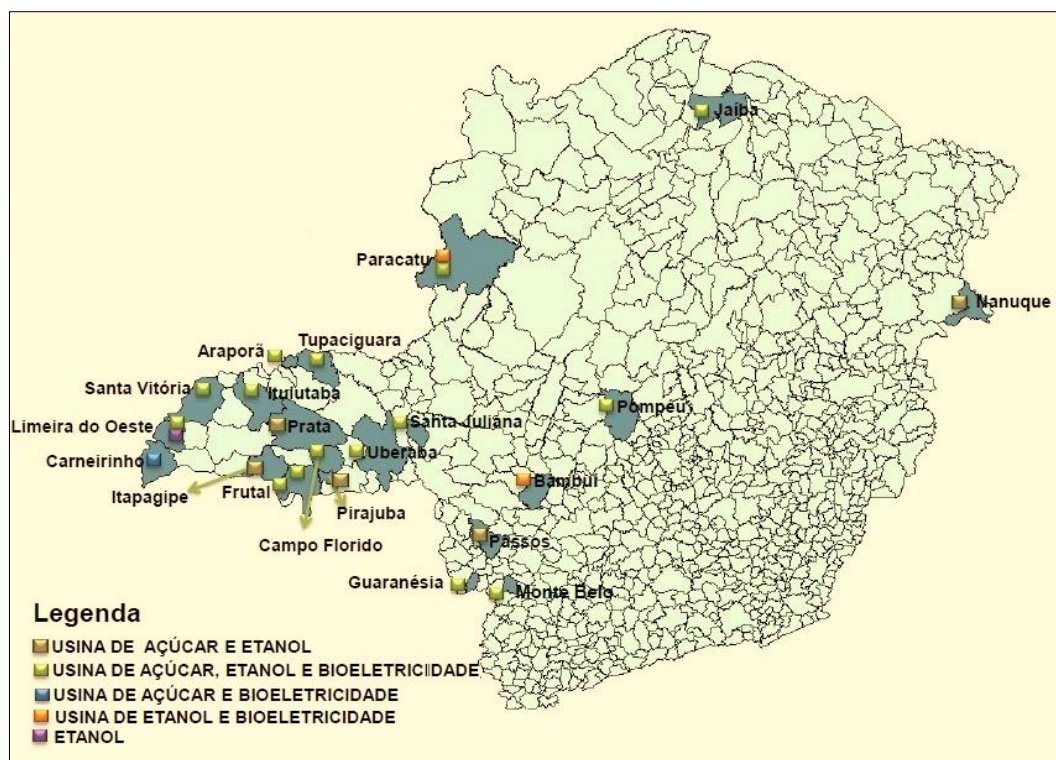 Jaíba
Paracatu
Nanuque
Tupaciguara
Araporã
Santa Vitória
Ituiutaba
Pompéu
Limeira do Oeste
Prata
Santa Juliana
Carneirinho
Uberaba
Bambuí
Itapagipe
Frutal
Pirajuba
Campo Florido
Passos
Guaranésia
Monte Belo
Legenda
USINA DE AÇÚCAR E ETANOL
USINA DE AÇÚCAR, ETANOL E BIOELETRICIDADE
USINA DE AÇÚCAR E BIOELETRICIDADE
USINA DE ETANOL E BIOELETRICIDADE
ETANOL